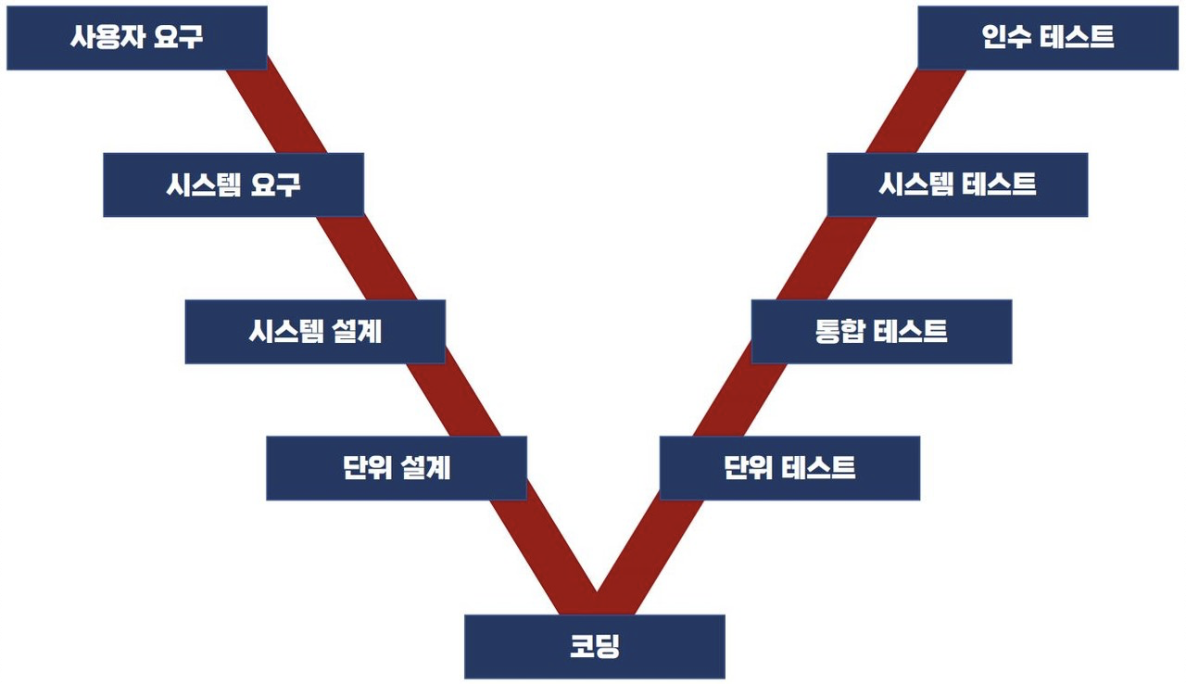 사용자 요구
인수 테스트
시스템 요구
시스템 테스트
시스템 설계
통합 테스트
단위 설계
단위 테스트
코딩